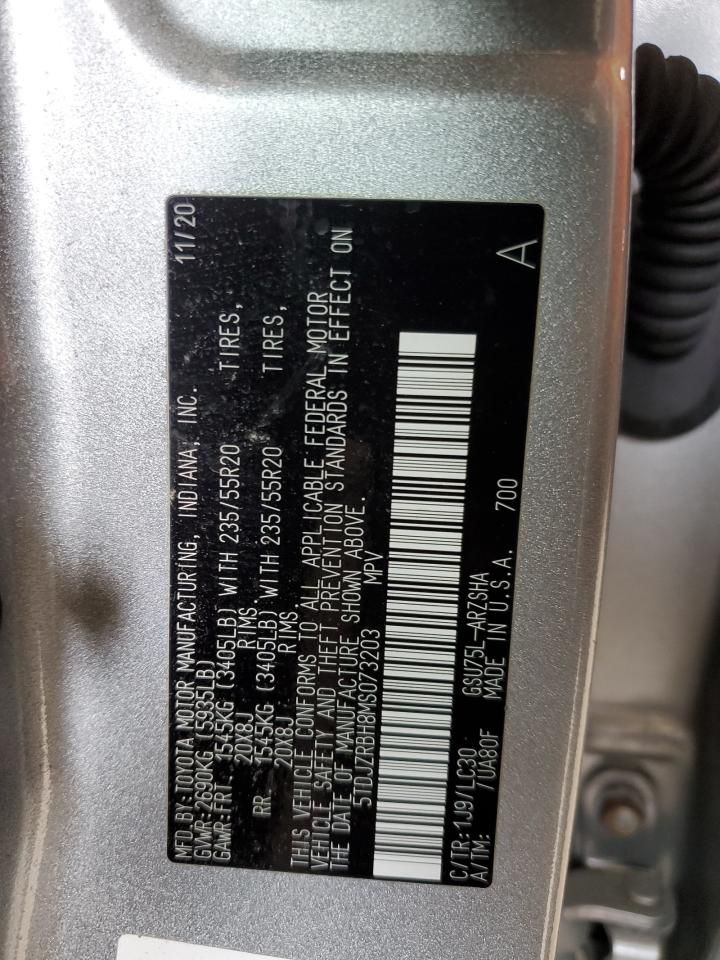 MFD. BY: TOYOTA MOTOR MANUFACTURING, INDIANA, INC. 11/20
GVWR: 2690KG (5935LB)
GAWR: FRT 1545KG (3405LB) WITH 235/55R20 TIRES,
20X8J RIMS.
RR 1545KG (3405LB) WITH 235/55R20 TIRES,
20X8J RIMS.
THIS VEHICLE CONFORMS TO ALL APPLICABLE FEDERAL MOTOR
VEHICLE SAFETY AND THEFT PREVENTION STANDARDS IN EFFECT ON
THE DATE OF MANUFACTURE SHOWN ABOVE.
5TDJZRBH8MS073203 MPV
C/TR: 1J9/LC30 GSU75L-ARZSHA
A/TM: /UA80F MADE IN U.S.A. 700 A